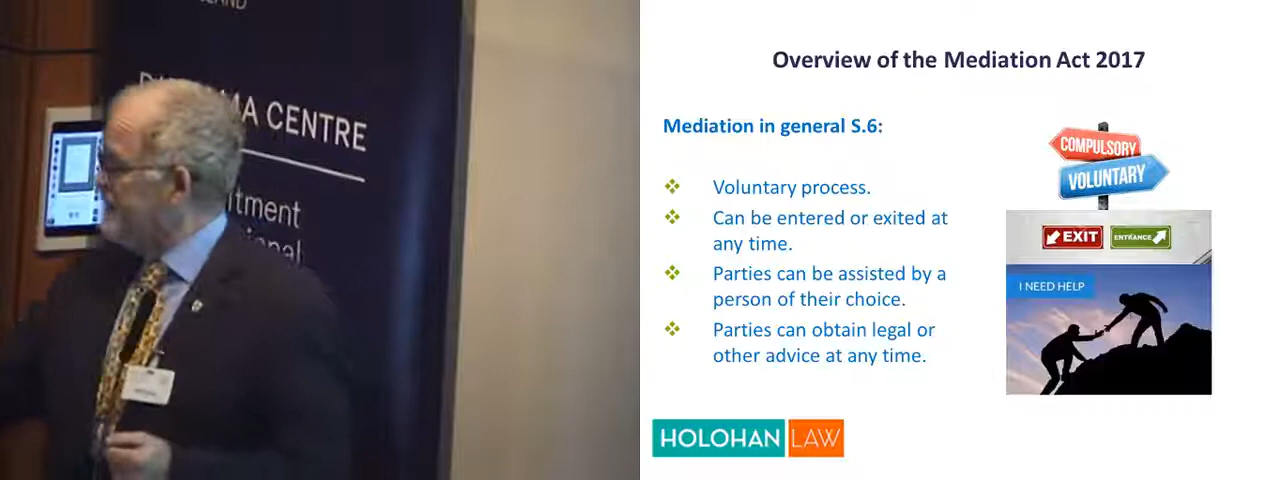 MA CENTRE
Overview of the Mediation Act 2017
Mediation in general S.6:
Voluntary process.
Can be entered or exited at
any time.
Parties can be assisted by a
person of their choice.
Parties can obtain legal or
other advice at any time.
COMPULSORY
VOLUNTARY
EXIT
ENTRANCE
I NEED HELP
HOLOHAN LAW